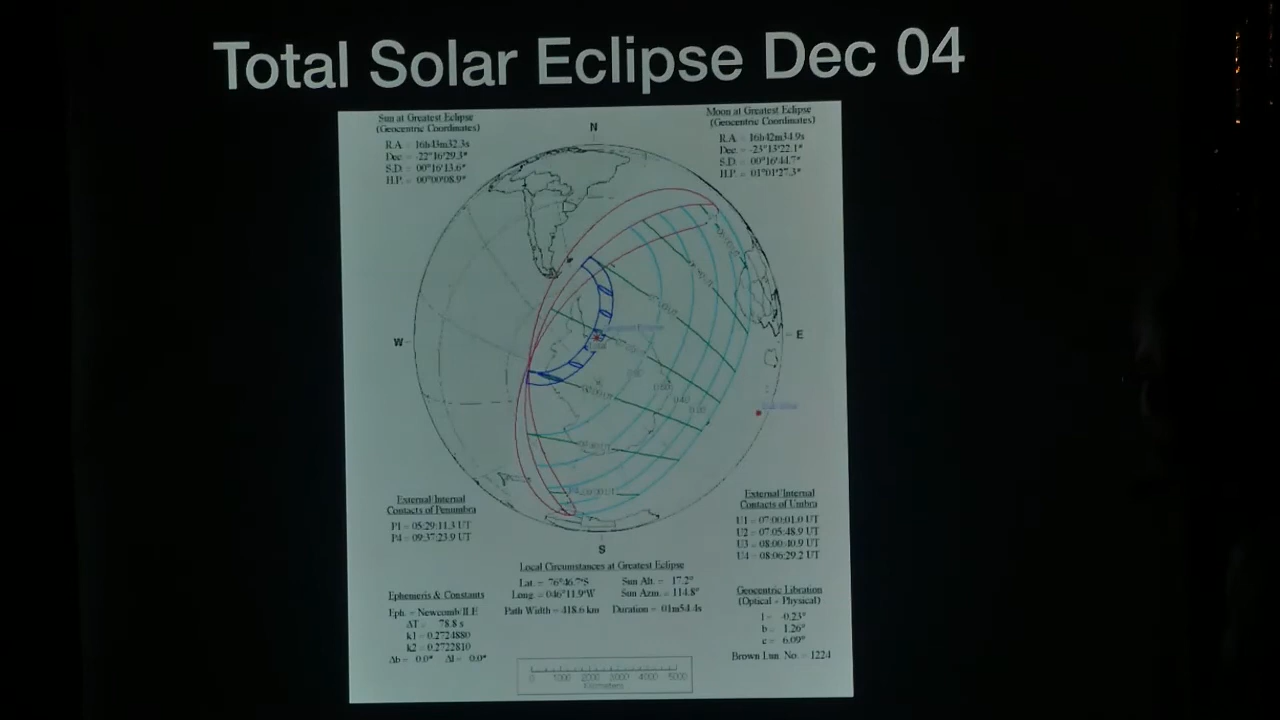 Total Solar Eclipse Dec 04
Sun at Greatest Eclipse
(Geocentric Coordinates)
R.A. = 16h43m32.3s
Dec. = -22°16'29.3"
S.D. = 00°16'13.6"
H.P. = 00°00'08.9"
Moon at Greatest Eclipse
(Geocentric Coordinates)
R.A. = 16h42m34.9s
Dec. = -23°13'22.1"
S.D. = 00°16'44.7"
H.P. = 01°01'27.3"
N
W
E
S
External/Internal
Contacts of Penumbra
P1 = 05:29:11.3 UT
P4 = 09:37:23.9 UT
External/Internal
Contacts of Umbra
U1 = 07:00:01.0 UT
U2 = 07:05:48.9 UT
U3 = 08:00:40.9 UT
U4 = 08:06:29.2 UT
Local Circumstances at Greatest Eclipse
Lat. = 76°46.7'S Sun Alt. = 17.2°
Long. = 046°11.9'W Sun Azm. = 114.8°
Path Width = 418.6 km Duration = 01m54.4s
Ephemeris & Constants
Eph. = Newcomb/ILE
ΔT = 78.8 s
k1 = 0.2724880
k2 = 0.2722810
Δb = 0.0" Δl = 0.0"
Geocentric Libration
(Optical + Physical)
l = -0.23°
b = 1.26°
c = 6.09°
Brown Lun. No. = 1224
0 1000 2000 3000 4000 5000
Kilometers